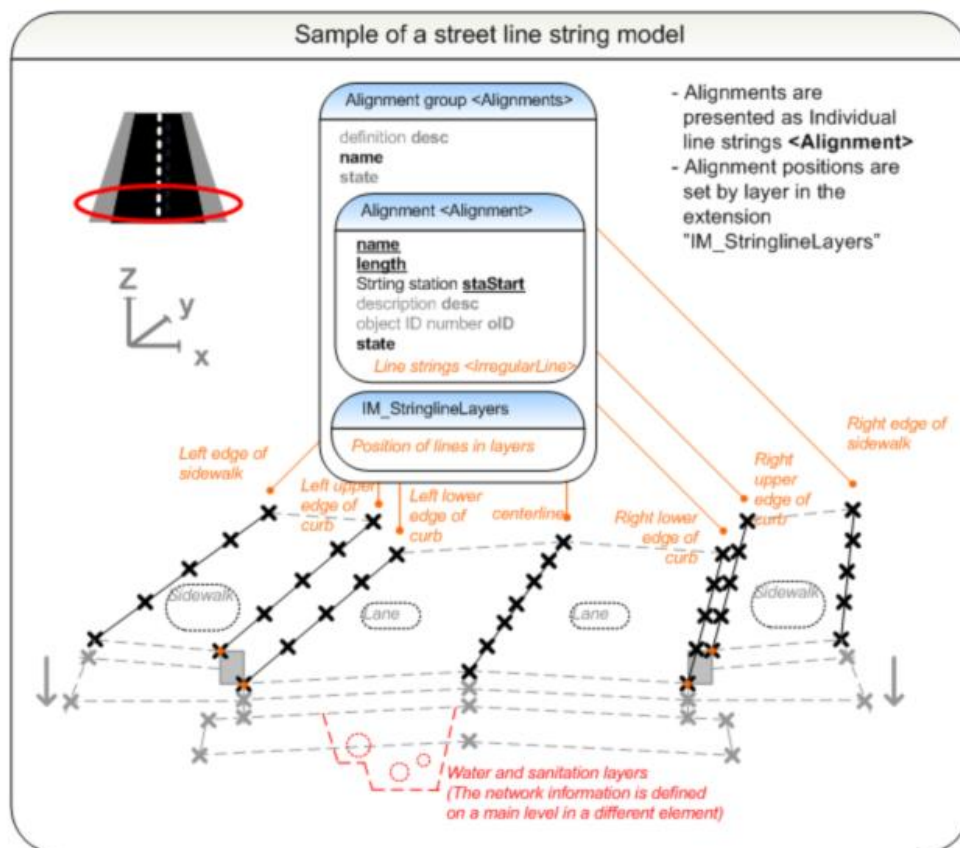 Sample of a street line string model
Alignment group <Alignments>
definition desc
name
state
Alignment <Alignment>
name
length
Strting station staStart
description desc
object ID number oID
state
Line strings <IrregularLine>
IM_StringlineLayers
Position of lines in layers
- Alignments are
presented as Individual
line strings <Alignment>
- Alignment positions are
set by layer in the
extension
"IM_StringlineLayers"
Z
y
x
Left edge of
sidewalk
Left upper
edge of
curb
Left lower
edge of
curb
centerline
Right lower
edge of
curb
Right
upper
edge of
curb
Right edge of
sidewalk
Sidewalk
Lane
Lane
Sidewalk
Water and sanitation layers
(The network information is defined
on a main level in a different element)